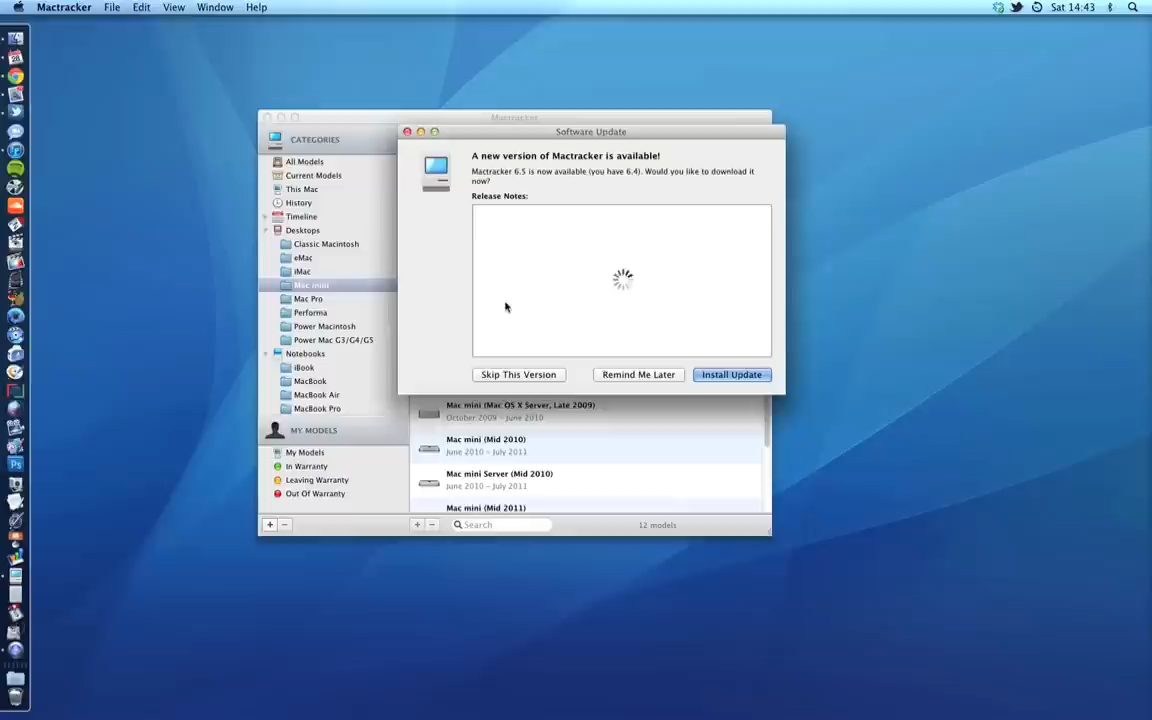 Mactracker File Edit View Window Help
Sat 14:43
Mactracker
CATEGORIES
All Models
Current Models
This Mac
History
Timeline
Desktops
Classic Macintosh
eMac
iMac
Mac mini
Mac Pro
Performa
Power Macintosh
Power Mac G3/G4/G5
Notebooks
iBook
MacBook
MacBook Air
MacBook Pro
MY MODELS
My Models
In Warranty
Leaving Warranty
Out Of Warranty
Software Update
A new version of Mactracker is available!
Mactracker 6.5 is now available (you have 6.4). Would you like to download it
now?
Release Notes:
Skip This Version
Remind Me Later
Install Update
Mac mini (Mac OS X Server, Late 2009)
October 2009 – June 2010
Mac mini (Mid 2010)
June 2010 – July 2011
Mac mini Server (Mid 2010)
June 2010 – July 2011
Mac mini (Mid 2011)
+ −
+ −
Search
12 models
Ps